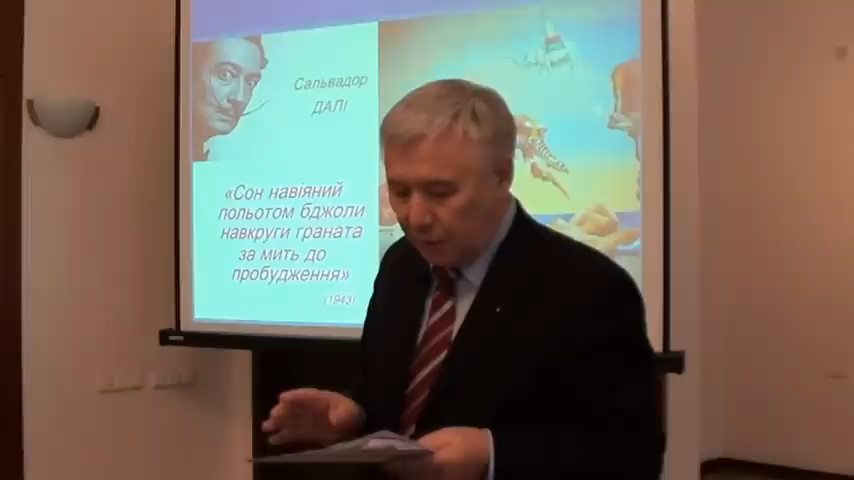 Сальвадор
ДАЛІ
«Сон навіяний
польотом бджоли
навкруги граната
за мить до
пробудження»
(1943)